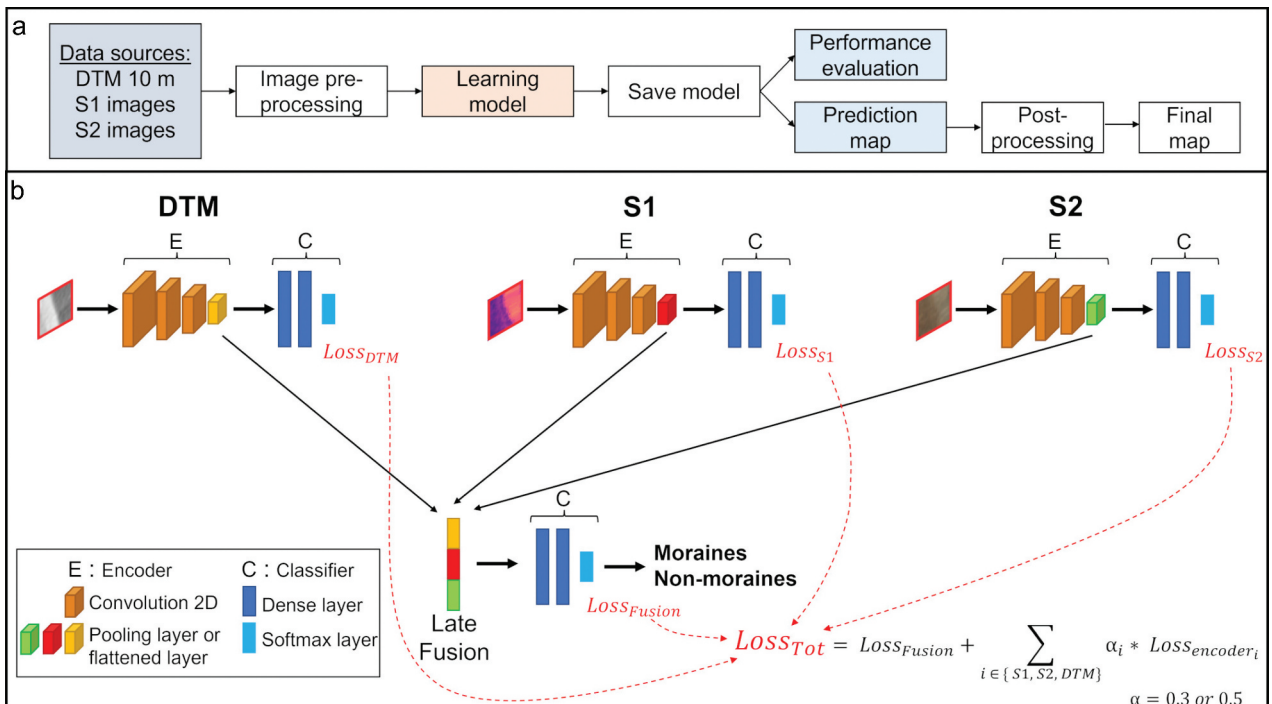 a
Data sources:
DTM 10 m
S1 images
S2 images
Image pre-
processing
Learning
model
Save model
Performance
evaluation
Prediction
map
Post-
processing
Final
map
b
DTM
S1
S2
E
C
E
C
E
C
Loss_DTM
Loss_S1
Loss_S2
C
Moraines
Non-moraines
Loss_Fusion
Late
Fusion
E : Encoder
Convolution 2D
Pooling layer or
flattened layer
C : Classifier
Dense layer
Softmax layer
Loss_Tot = Loss_Fusion + ∑ i ∈{ S1, S2, DTM} α_i * Loss_encoder_i
α = 0.3 or 0.5